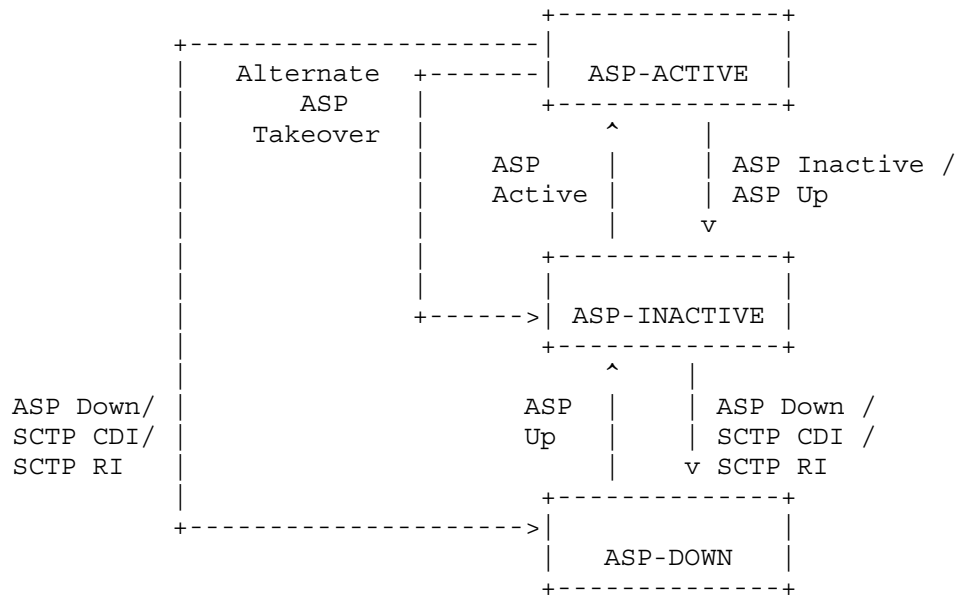 Alternate ASP-ACTIVE
ASP
Takeover
ASP ASP Inactive /
Active ASP Up
ASP-INACTIVE
ASP Down/ ASP ASP Down /
SCTP CDI/ Up SCTP CDI /
SCTP RI SCTP RI
ASP-DOWN